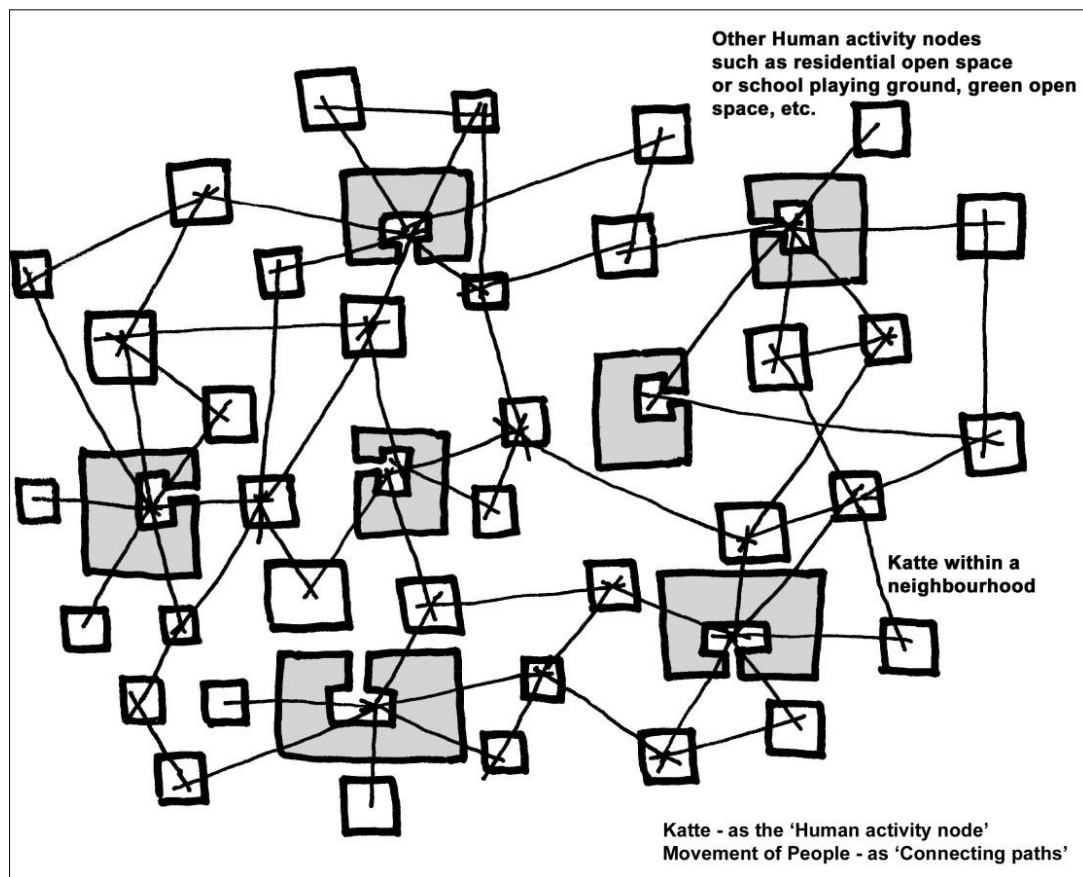 Other Human activity nodes
such as residential open space
or school playing ground, green open
space, etc.
Katte within a
neighbourhood
Katte - as the ‘Human activity node’
Movement of People - as ‘Connecting paths’